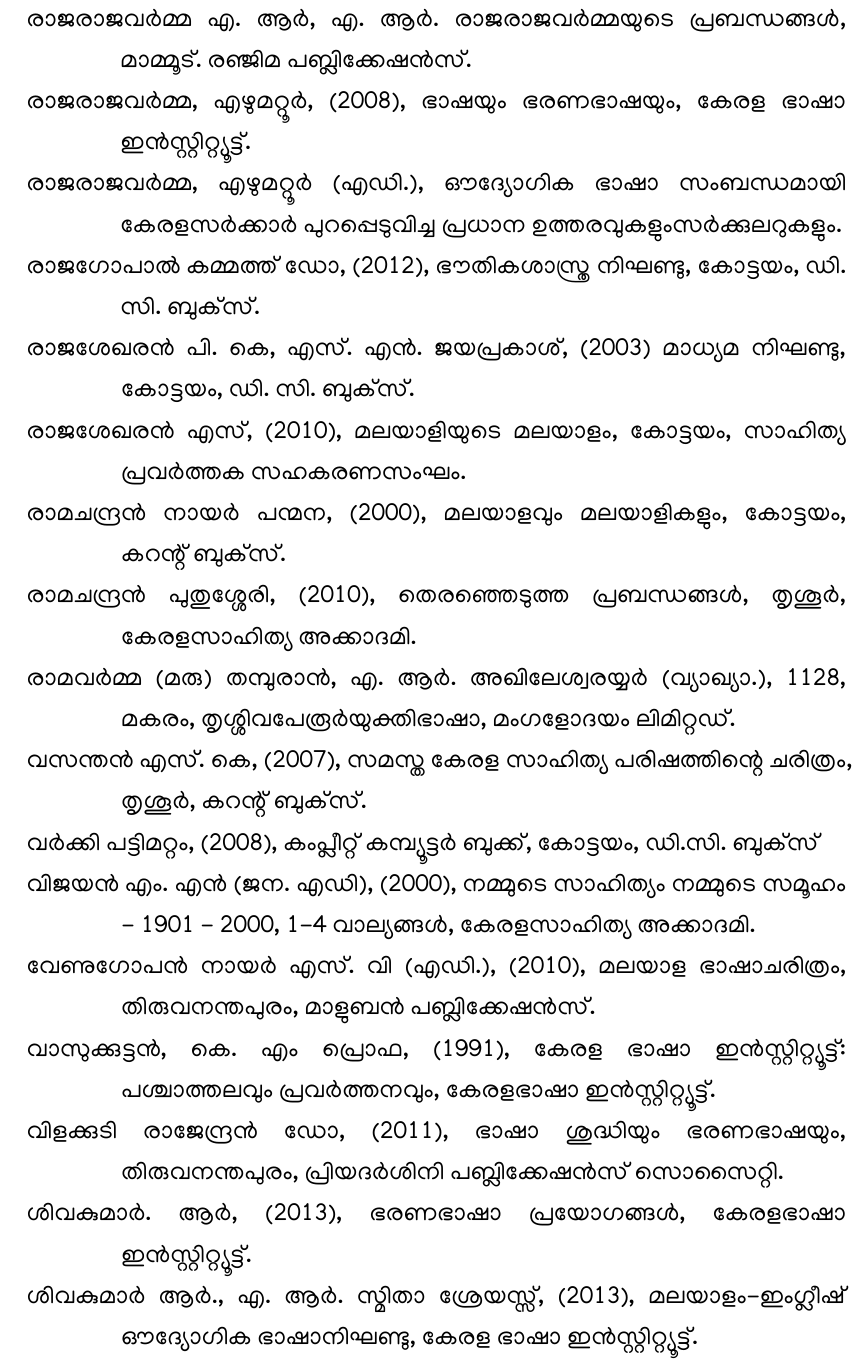 രാജരാജവർമ്മ എ. ആർ, എ. ആർ. രാജരാജവർമ്മയുടെ പ്രബന്ധങ്ങൾ,
മാമ്മൂട്. രഞ്ജിമ പബ്ലിക്കേഷൻസ്.
രാജരാജവർമ്മ, എഴുമറ്റൂർ, (2008), ഭാഷയും ഭരണഭാഷയും, കേരള ഭാഷാ
ഇൻസ്റ്റിറ്റ്യൂട്ട്.
രാജരാജവർമ്മ, എഴുമറ്റൂർ (എഡി.), ഔദ്യോഗിക ഭാഷാ സംബന്ധമായി
കേരളസർക്കാർ പുറപ്പെടുവിച്ച പ്രധാന ഉത്തരവുകളുംസർക്കുലറുകളും.
രാജഗോപാൽ കമ്മത്ത് ഡോ, (2012), ഭൗതികശാസ്ത്ര നിഘണ്ടു, കോട്ടയം, ഡി.
സി. ബുക്സ്.
രാജശേഖരൻ പി. കെ, എസ്. എൻ. ജയപ്രകാശ്, (2003) മാധ്യമ നിഘണ്ടു,
കോട്ടയം, ഡി. സി. ബുക്സ്.
രാജശേഖരൻ എസ്, (2010), മലയാളിയുടെ മലയാളം, കോട്ടയം, സാഹിത്യ
പ്രവർത്തക സഹകരണസംഘം.
രാമചന്ദ്രൻ നായർ പന്മന, (2000), മലയാളവും മലയാളികളും, കോട്ടയം,
കറന്റ് ബുക്സ്.
രാമചന്ദ്രൻ പുതുശ്ശേരി, (2010), തെരഞ്ഞെടുത്ത പ്രബന്ധങ്ങൾ, തൃശൂർ,
കേരളസാഹിത്യ അക്കാദമി.
രാമവർമ്മ (മരു) തമ്പുരാൻ, എ. ആർ. അഖിലേശ്വരയ്യർ (വ്യാഖ്യാ.), 1128,
മകരം, തൃശ്ശിവപേരൂർയുക്തിഭാഷാ, മംഗളോദയം ലിമിറ്റഡ്.
വസന്തൻ എസ്. കെ, (2007), സമസ്ത കേരള സാഹിത്യ പരിഷത്തിന്റെ ചരിത്രം,
തൃശൂർ, കറന്റ് ബുക്സ്.
വർക്കി പട്ടിമറ്റം, (2008), കംപ്ലീറ്റ് കമ്പ്യൂട്ടർ ബുക്ക്, കോട്ടയം, ഡി.സി. ബുക്സ്
വിജയൻ എം. എൻ (ജന. എഡി), (2000), നമ്മുടെ സാഹിത്യം നമ്മുടെ സമൂഹം
– 1901 – 2000, 1–4 വാല്യങ്ങൾ, കേരളസാഹിത്യ അക്കാദമി.
വേണുഗോപൻ നായർ എസ്. വി (എഡി.), (2010), മലയാള ഭാഷാചരിത്രം,
തിരുവനന്തപുരം, മാളുബൻ പബ്ലിക്കേഷൻസ്.
വാസുക്കുട്ടൻ, കെ. എം പ്രൊഫ, (1991), കേരള ഭാഷാ ഇൻസ്റ്റിറ്റ്യൂട്ട്:
പശ്ചാത്തലവും പ്രവർത്തനവും, കേരളഭാഷാ ഇൻസ്റ്റിറ്റ്യൂട്ട്.
വിളക്കുടി രാജേന്ദ്രൻ ഡോ, (2011), ഭാഷാ ശുദ്ധിയും ഭരണഭാഷയും,
തിരുവനന്തപുരം, പ്രിയദർശിനി പബ്ലിക്കേഷൻസ് സൊസൈറ്റി.
ശിവകുമാർ. ആർ, (2013), ഭരണഭാഷാ പ്രയോഗങ്ങൾ, കേരളഭാഷാ
ഇൻസ്റ്റിറ്റ്യൂട്ട്.
ശിവകുമാർ ആർ., എ. ആർ. സ്മിതാ ശ്രേയസ്സ്, (2013), മലയാളം–ഇംഗ്ലീഷ്
ഔദ്യോഗിക ഭാഷാനിഘണ്ടു, കേരള ഭാഷാ ഇൻസ്റ്റിറ്റ്യൂട്ട്.